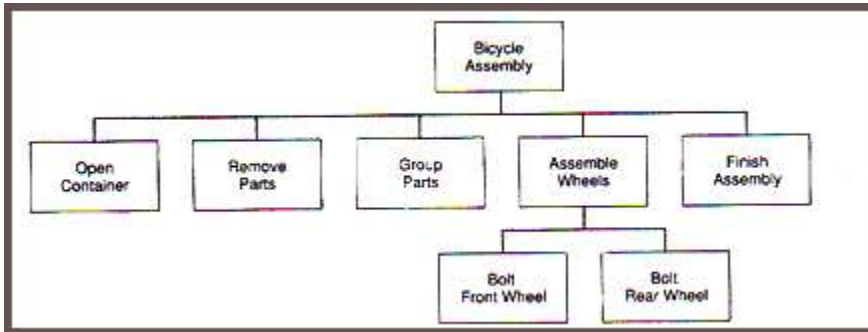 Bicycle
Assembly
Open
Container
Remove
Parts
Group
Parts
Assemble
Wheels
Finish
Assembly
Bolt
Front Wheel
Bolt
Rear Wheel